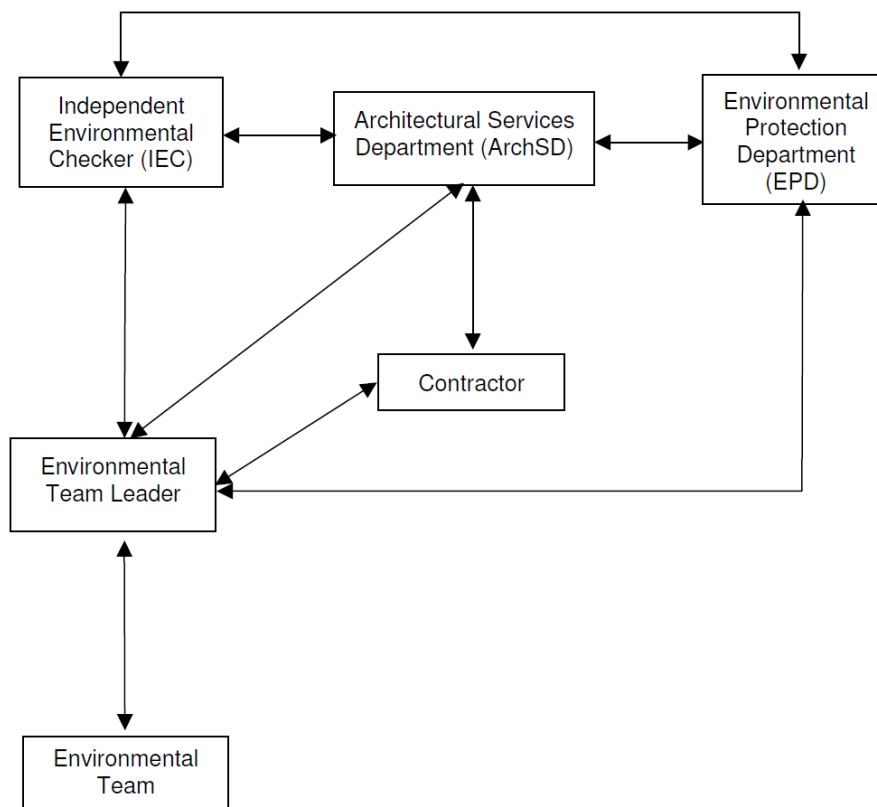 Independent
Environmental
Checker (IEC)
Architectural Services
Department (ArchSD)
Environmental
Protection
Department
(EPD)
Contractor
Environmental
Team Leader
Environmental
Team